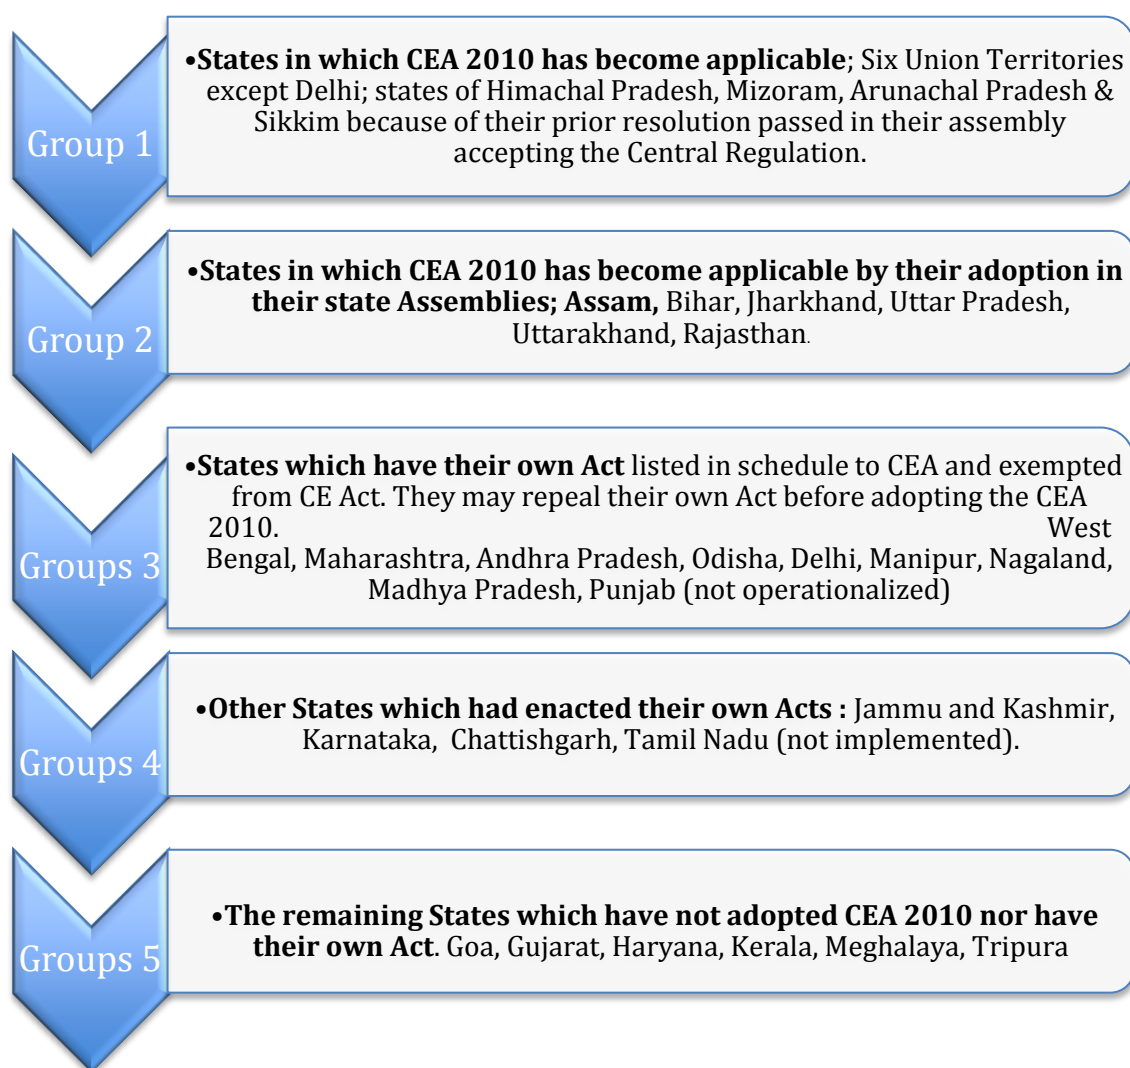 Group 1
•States in which CEA 2010 has become applicable; Six Union Territories
except Delhi; states of Himachal Pradesh, Mizoram, Arunachal Pradesh &
Sikkim because of their prior resolution passed in their assembly
accepting the Central Regulation.
Group 2
•States in which CEA 2010 has become applicable by their adoption in
their state Assemblies; Assam, Bihar, Jharkhand, Uttar Pradesh,
Uttarakhand, Rajasthan.
Groups 3
•States which have their own Act listed in schedule to CEA and exempted
from CE Act. They may repeal their own Act before adopting the CEA
2010. West
Bengal, Maharashtra, Andhra Pradesh, Odisha, Delhi, Manipur, Nagaland,
Madhya Pradesh, Punjab (not operationalized)
Groups 4
•Other States which had enacted their own Acts : Jammu and Kashmir,
Karnataka, Chattishgarh, Tamil Nadu (not implemented).
Groups 5
•The remaining States which have not adopted CEA 2010 nor have
their own Act. Goa, Gujarat, Haryana, Kerala, Meghalaya, Tripura